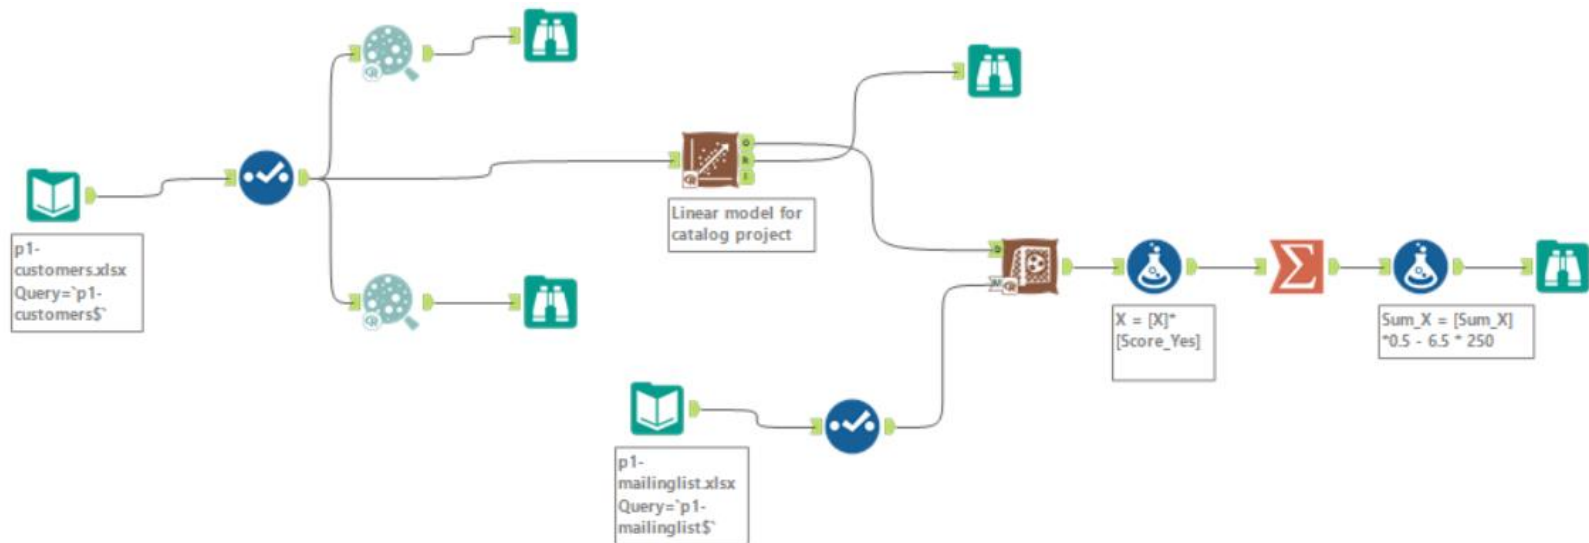 O
R
I
Linear model for
catalog project
p1-
customers.xlsx
Query=`p1-
customers$`
X = [X]*
[Score_Yes]
Sum_X = [Sum_X]
*0.5 - 6.5 * 250
p1-
mailinglist.xlsx
Query=`p1-
mailinglist$`